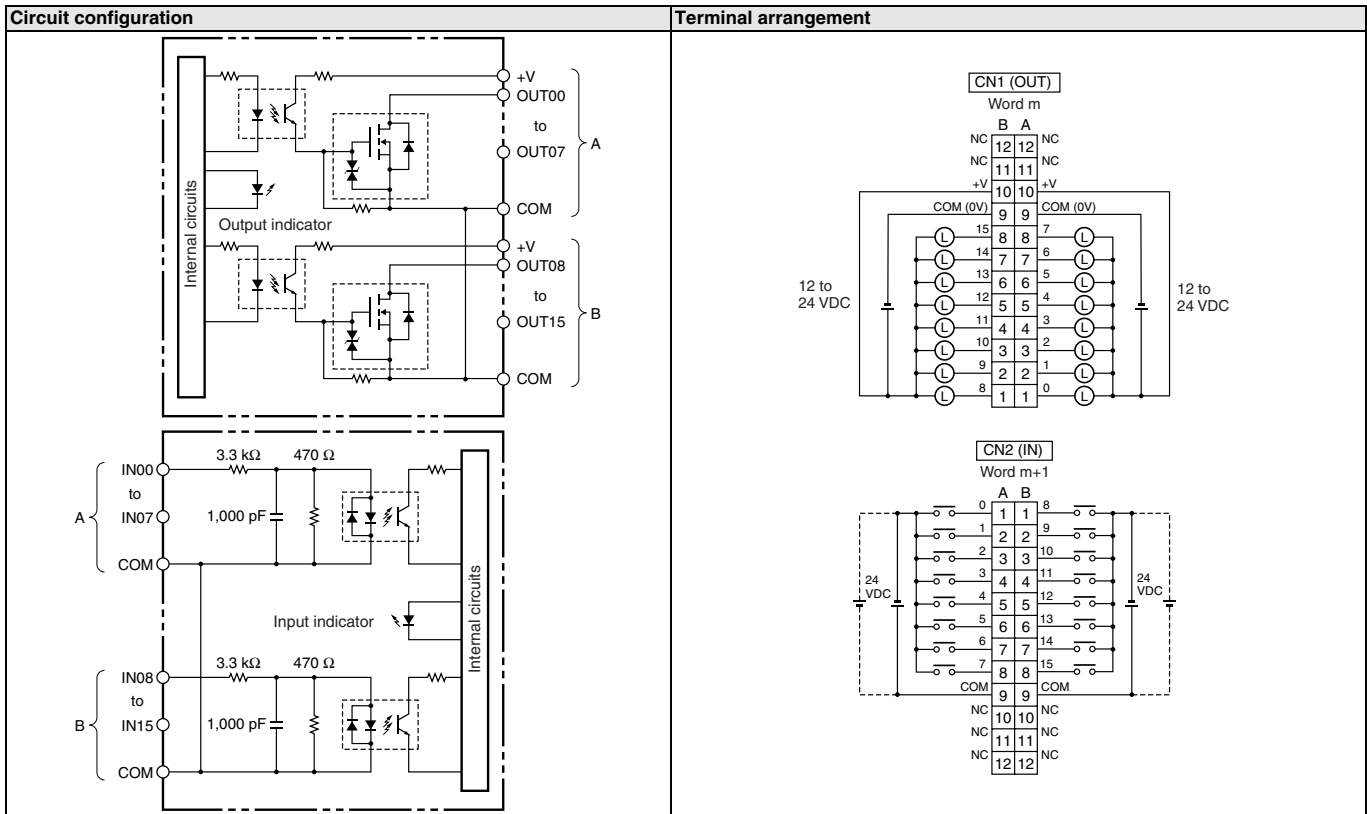 Circuit configuration
Terminal arrangement
Internal circuits
Output indicator
+V
OUT00
to
OUT07
COM
A
+V
OUT08
to
OUT15
COM
B
A
IN00
to
IN07
COM
3.3 kΩ 470 Ω
1,000 pF
Input indicator
Internal circuits
B
IN08
to
IN15
COM
3.3 kΩ 470 Ω
1,000 pF
CN1 (OUT)
Word m
B A
NC 12 12 NC
NC 11 11 NC
+V 10 10 +V
COM (0V) 9 9 COM (0V)
L 15 8 8 7 L
L 14 7 7 6 L
L 13 6 6 5 L
L 12 5 5 4 L
L 11 4 4 3 L
L 10 3 3 2 L
L 9 2 2 1 L
L 8 1 1 0 L
12 to
24 VDC
12 to
24 VDC
CN2 (IN)
Word m+1
A B
0 1 1 8
1 2 2 9
2 3 3 10
3 4 4 11
4 5 5 12
5 6 6 13
6 7 7 14
7 8 8 15
COM 9 9 COM
NC 10 10 NC
NC 11 11 NC
NC 12 12 NC
24
VDC
24
VDC